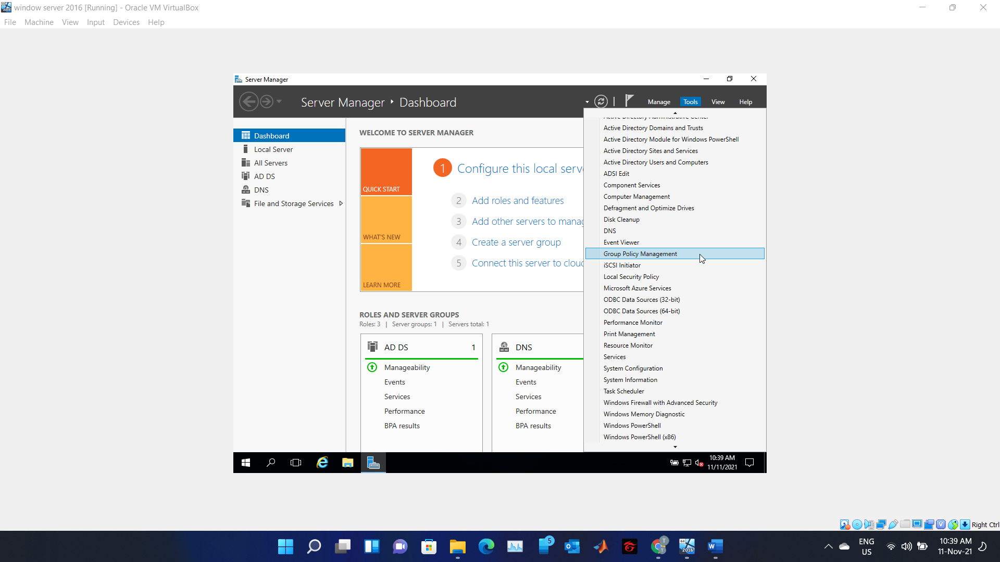 window server 2016 [Running] - Oracle VM VirtualBox
File Machine View Input Devices Help
Server Manager
Server Manager Dashboard
Manage Tools View Help
Dashboard
Local Server
All Servers
AD DS
DNS
File and Storage Services
WELCOME TO SERVER MANAGER
QUICK START
WHAT'S NEW
LEARN MORE
1 Configure this local serv
2 Add roles and features
3 Add other servers to manag
4 Create a server group
5 Connect this server to clou
ROLES AND SERVER GROUPS
Roles: 3 | Server groups: 1 | Servers total: 1
AD DS 1
Manageability
Events
Services
Performance
BPA results
DNS
Manageability
Events
Services
Performance
BPA results
Active Directory Administrative Center
Active Directory Domains and Trusts
Active Directory Module for Windows PowerShell
Active Directory Sites and Services
Active Directory Users and Computers
ADSI Edit
Component Services
Computer Management
Defragment and Optimize Drives
Disk Cleanup
DNS
Event Viewer
Group Policy Management
iSCSI Initiator
Local Security Policy
Microsoft Azure Services
ODBC Data Sources (32-bit)
ODBC Data Sources (64-bit)
Performance Monitor
Print Management
Resource Monitor
Services
System Configuration
System Information
Task Scheduler
Windows Firewall with Advanced Security
Windows Memory Diagnostic
Windows PowerShell
Windows PowerShell (x86)
10:39 AM
11/11/2021
Right Ctrl
5
64
2016
ENG
US
10:39 AM
11-Nov-21